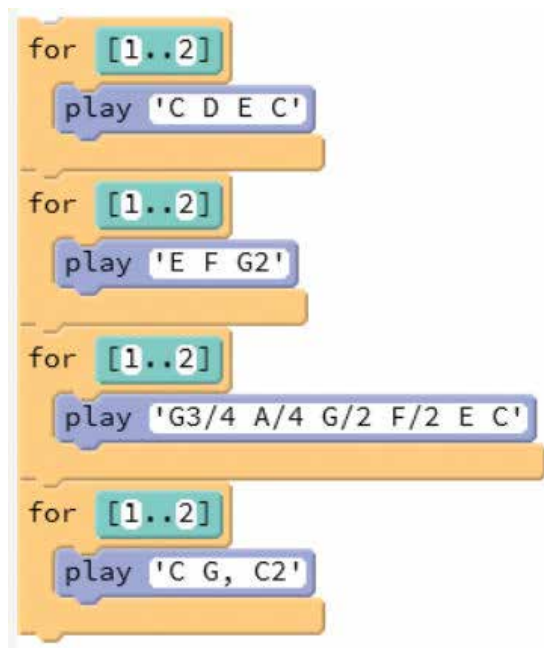 for [1..2]
play 'C D E C'
for [1..2]
play 'E F G2'
for [1..2]
play 'G3/4 A/4 G/2 F/2 E C'
for [1..2]
play 'C G, C2'